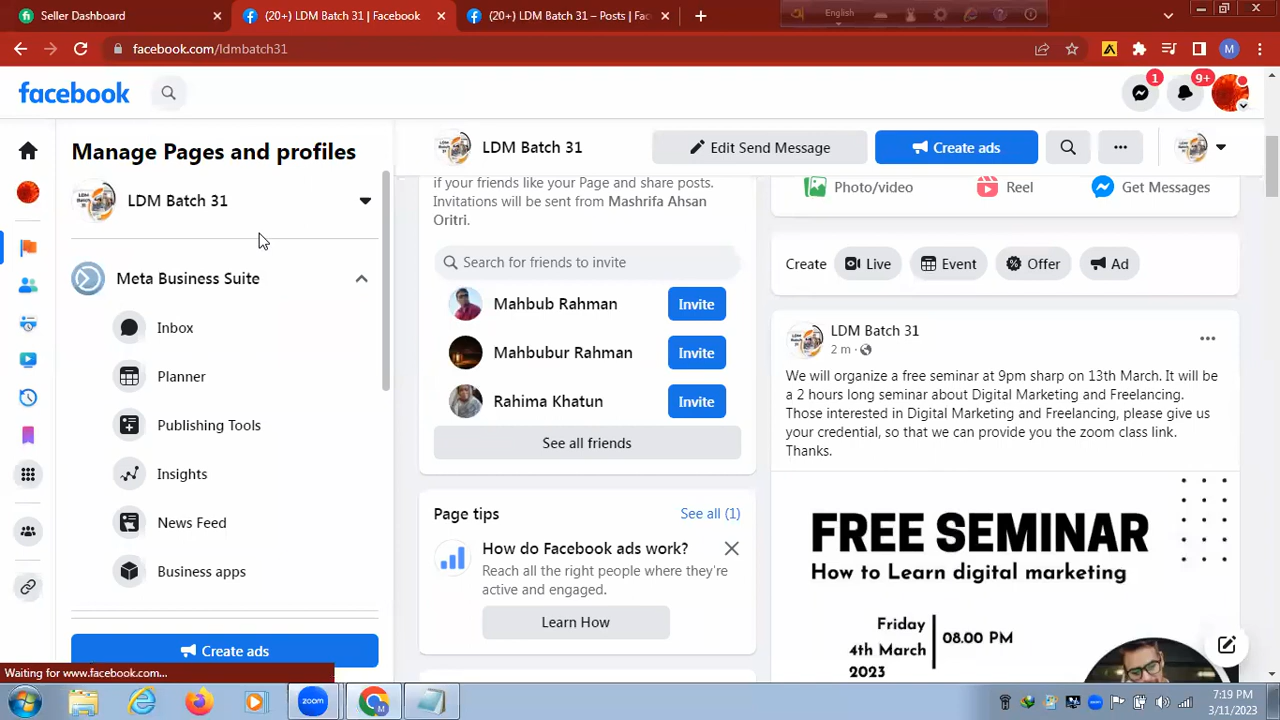 Seller Dashboard
(20+) LDM Batch 31 | Facebook
(20+) LDM Batch 31 – Posts | Fa
English
facebook.com/ldmbatch31
M
facebook
1
9+
Manage Pages and profiles
LDM Batch 31
Meta Business Suite
Inbox
Planner
Publishing Tools
Insights
News Feed
Business apps
Create ads
Waiting for www.facebook.com...
LDM Batch 31
Edit Send Message
Create ads
if your friends like your Page and share posts.
Invitations will be sent from Mashrifa Ahsan
Oritri.
Search for friends to invite
Mahbub Rahman
Invite
Mahbubur Rahman
Invite
Rahima Khatun
Invite
See all friends
Page tips
See all (1)
How do Facebook ads work?
Reach all the right people where they're
active and engaged.
Learn How
Photo/video
Reel
Get Messages
Create
Live
Event
Offer
Ad
LDM Batch 31
2 m
We will organize a free seminar at 9pm sharp on 13th March. It will be
a 2 hours long seminar about Digital Marketing and Freelancing.
Those interested in Digital Marketing and Freelancing, please give us
your credential, so that we can provide you the zoom class link.
Thanks.
FREE SEMINAR
How to Learn digital marketing
Friday
4th March
2023
08.00 PM
zoom
7:19 PM
3/11/2023